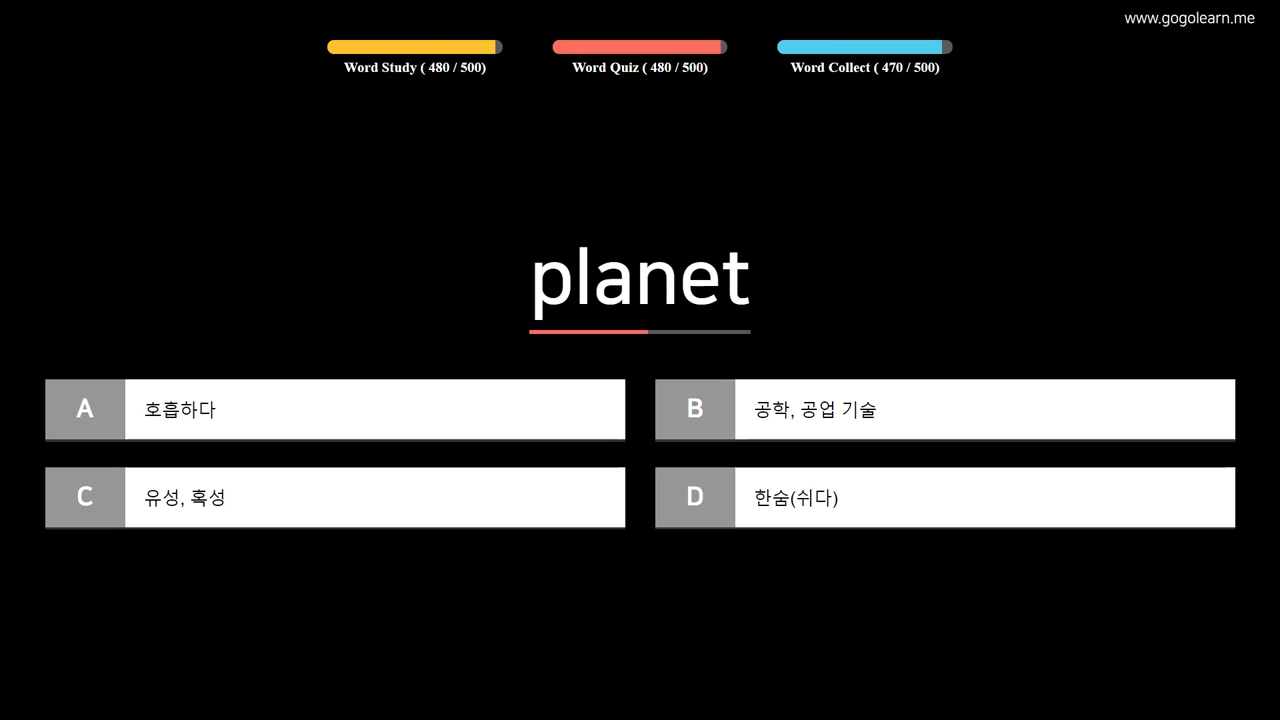 www.gogolearn.me
Word Study ( 480 / 500)
Word Quiz ( 480 / 500)
Word Collect ( 470 / 500)
planet
A 호흡하다
B 공학, 공업 기술
C 유성, 혹성
D 한숨(쉬다)